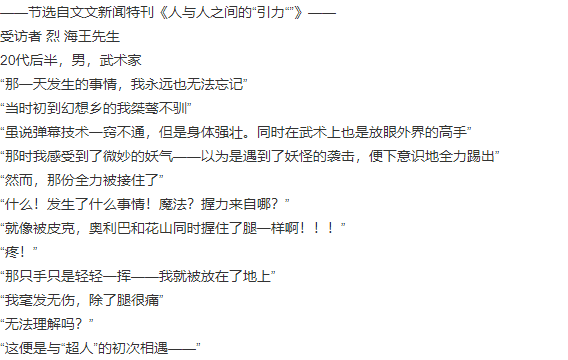 ——节选自文文新闻特刊《人与人之间的“引力“”》——
受访者 烈 海王先生
20代后半，男，武术家
“那一天发生的事情，我永远也无法忘记”
“当时初到幻想乡的我桀骜不驯”
“虽说弹幕技术一窍不通，但是身体强壮。同时在武术上也是放眼外界的高手”
“那时我感受到了微妙的妖气——以为是遇到了妖怪的袭击，便下意识地全力踢出”
“然而，那份全力被接住了”
“什么！发生了什么事情！魔法？握力来自哪？”
“就像被皮克，奥利巴和花山同时握住了腿一样啊！！！”
“疼！”
“那只手只是轻轻一挥——我就被放在了地上”
“我毫发无伤，除了腿很痛”
“无法理解吗？”
“这便是与“超人”的初次相遇——”